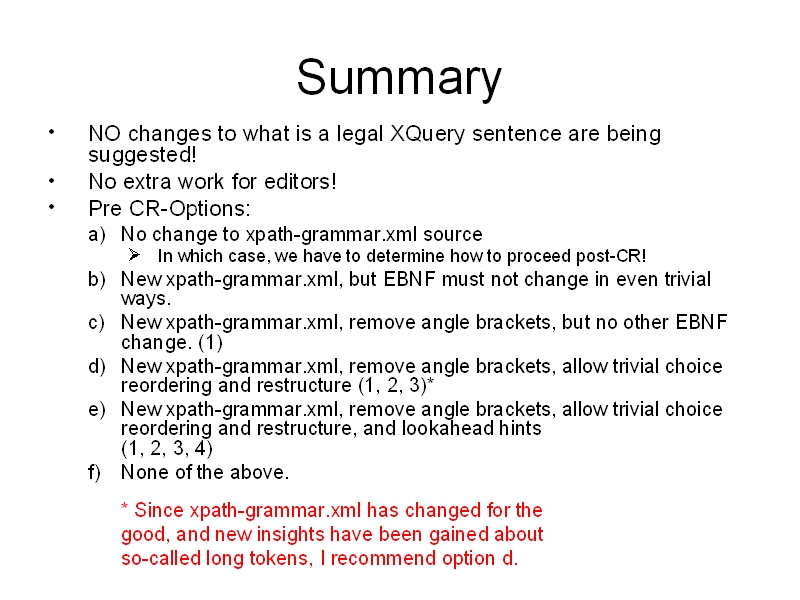 Summary
• NO changes to what is a legal XQuery sentence are being
suggested!
• No extra work for editors!
• Pre CR-Options:
a) No change to xpath-grammar.xml source
➢ In which case, we have to determine how to proceed post-CR!
b) New xpath-grammar.xml, but EBNF must not change in even trivial
ways.
c) New xpath-grammar.xml, remove angle brackets, but no other EBNF
change. (1)
d) New xpath-grammar.xml, remove angle brackets, allow trivial choice
reordering and restructure (1, 2, 3)*
e) New xpath-grammar.xml, remove angle brackets, allow trivial choice
reordering and restructure, and lookahead hints
(1, 2, 3, 4)
f) None of the above.
* Since xpath-grammar.xml has changed for the
good, and new insights have been gained about
so-called long tokens, I recommend option d.